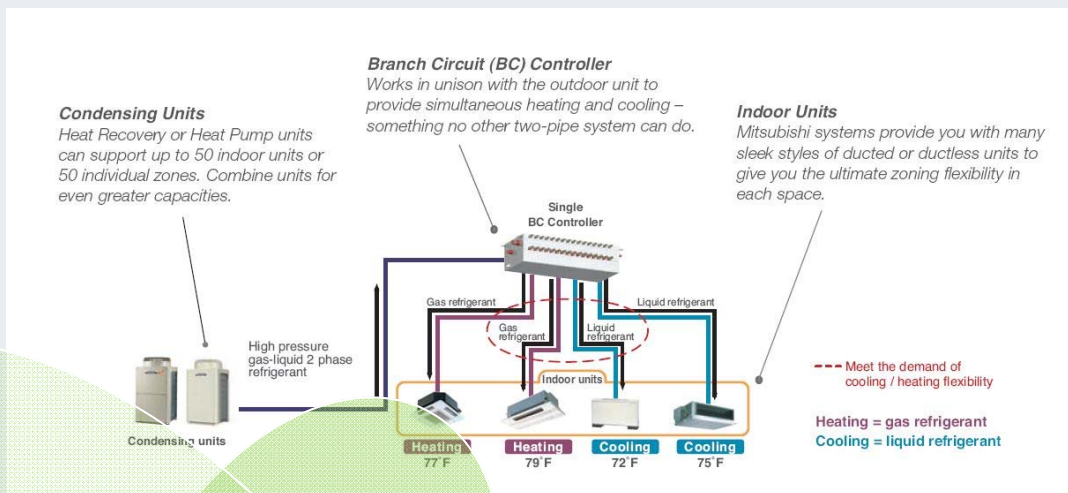 Branch Circuit (BC) Controller
Works in unison with the outdoor unit to
provide simultaneous heating and cooling –
something no other two-pipe system can do.
Condensing Units
Heat Recovery or Heat Pump units
can support up to 50 indoor units or
50 individual zones. Combine units for
even greater capacities.
Indoor Units
Mitsubishi systems provide you with many
sleek styles of ducted or ductless units to
give you the ultimate zoning flexibility in
each space.
Single
BC Controller
Gas refrigerant
Gas
refrigerant
Liquid
refrigerant
Liquid refrigerant
High pressure
gas-liquid 2 phase
refrigerant
Indoor units
Condensing units
Heating
77°F
Heating
79°F
Cooling
72°F
Cooling
75°F
Meet the demand of
cooling / heating flexibility
Heating = gas refrigerant
Cooling = liquid refrigerant